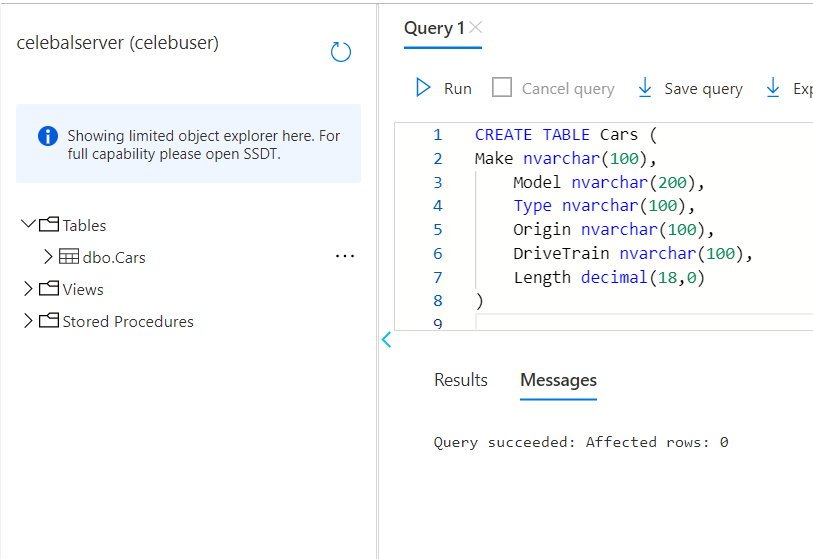 celebalserver (celebuser)
Showing limited object explorer here. For
full capability please open SSDT.
Tables
dbo.Cars
...
Views
Stored Procedures
Query 1
Run
Cancel query
Save query
Exp
1 CREATE TABLE Cars (
2 Make nvarchar(100),
3 Model nvarchar(200),
4 Type nvarchar(100),
5 Origin nvarchar(100),
6 DriveTrain nvarchar(100),
7 Length decimal(18,0)
8 )
9
Results
Messages
Query succeeded: Affected rows: 0